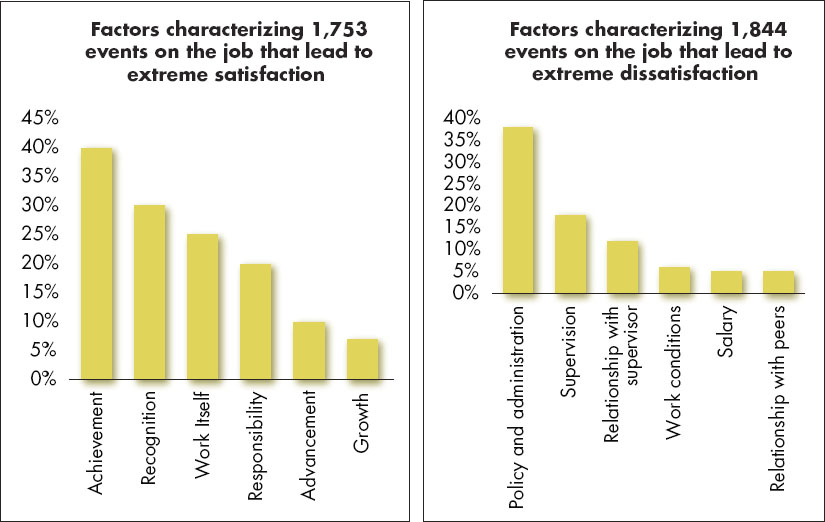 Factors characterizing 1,753
events on the job that lead to
extreme satisfaction
45%
40%
35%
30%
25%
20%
15%
10%
5%
0%
Achievement
Recognition
Work Itself
Responsibility
Advancement
Growth
Factors characterizing 1,844
events on the job that lead to
extreme dissatisfaction
40%
35%
30%
25%
20%
15%
10%
5%
0%
Policy and administration
Supervision
Relationship with
supervisor
Work conditions
Salary
Relationship with peers